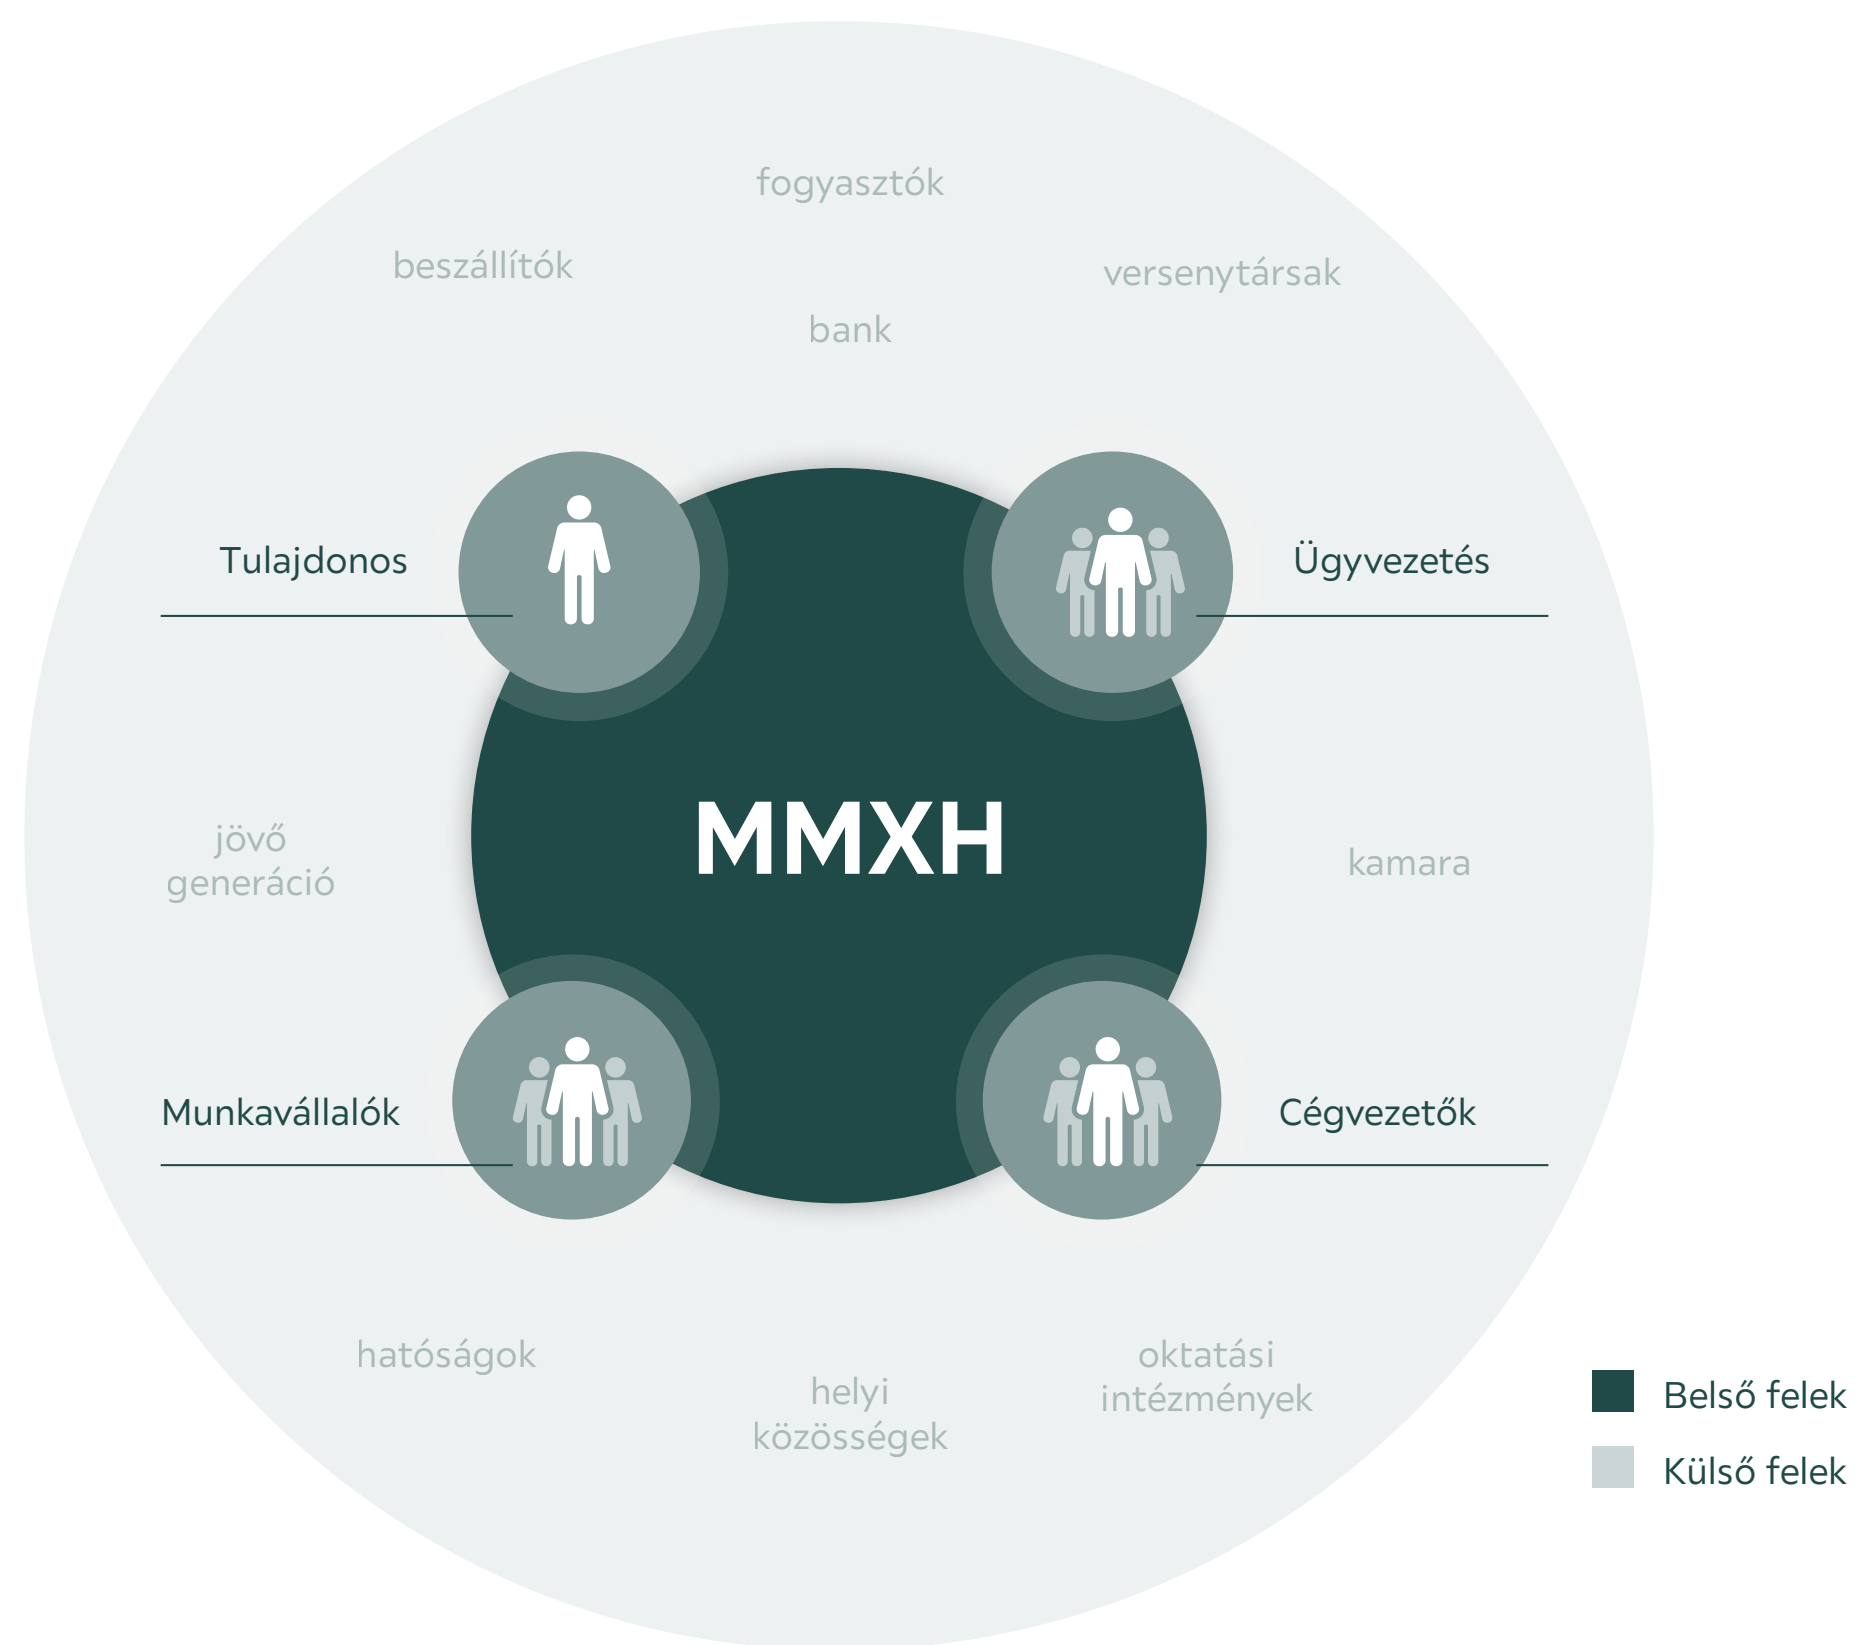 fogyasztók
beszállítók
versenytársak
bank
Tulajdonos
Ügyvezetés
MMXH
jövő
generáció
kamara
Munkavállalók
Cégvezetők
hatóságok
helyi
közösségek
oktatási
intézmények
Belső felek
Külső felek